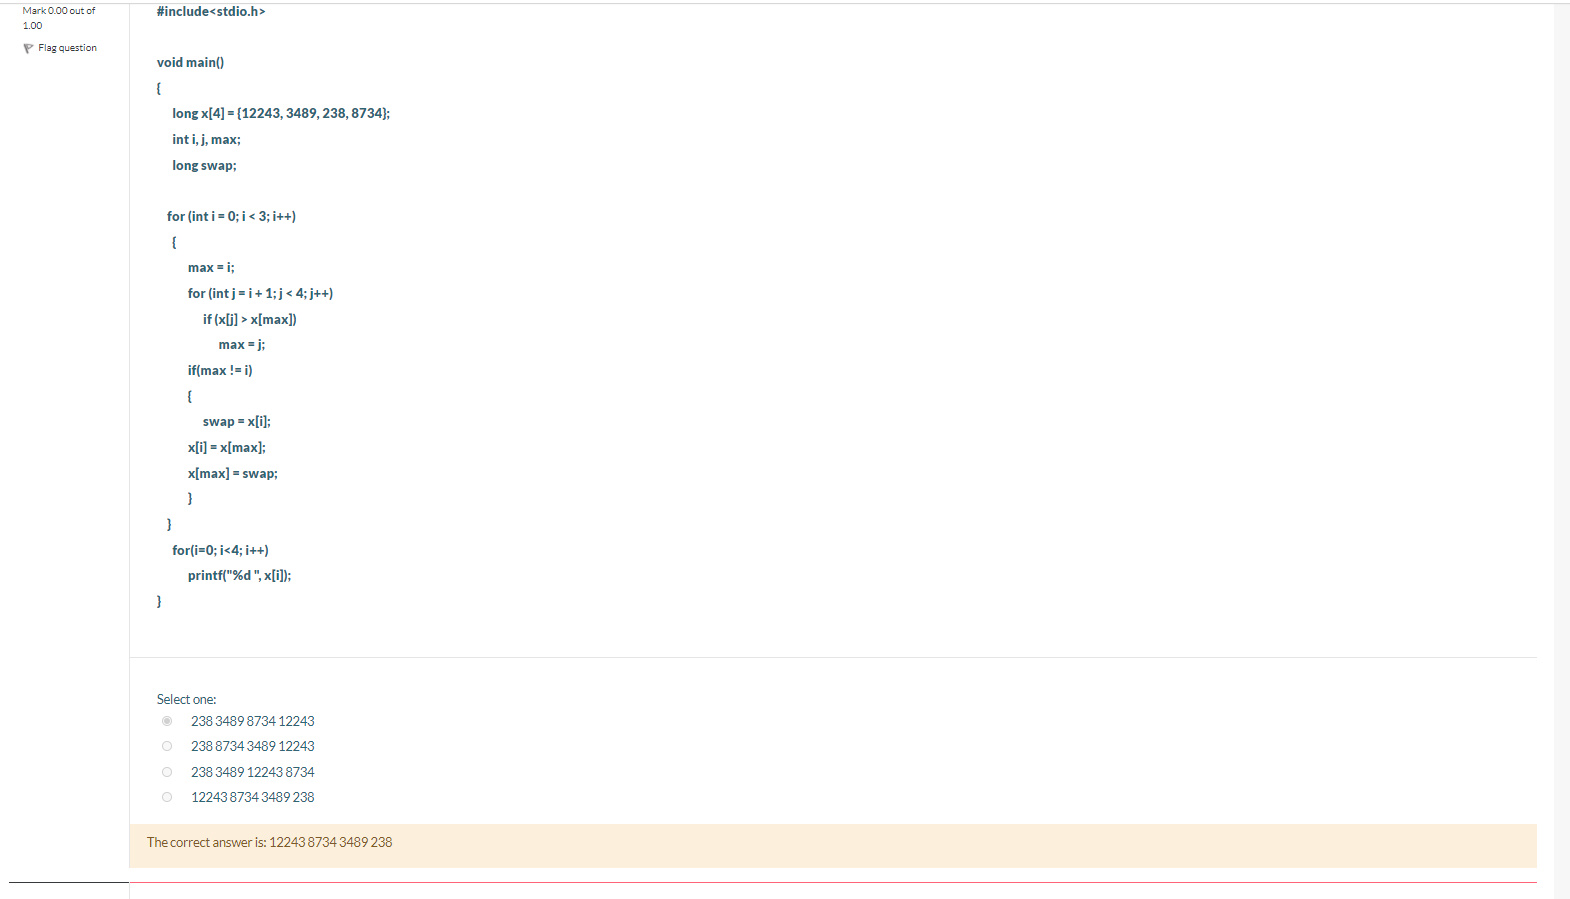 Mark 0.00 out of
1.00
Flag question
#include<stdio.h>
void main()
{
long x[4] = {12243, 3489, 238, 8734};
int i, j, max;
long swap;
for (int i = 0; i < 3; i++)
{
max = i;
for (int j = i + 1; j < 4; j++)
if (x[j] > x[max])
max = j;
if(max != i)
{
swap = x[i];
x[i] = x[max];
x[max] = swap;
}
}
for(i=0; i<4; i++)
printf("%d ", x[i]);
}
Select one:
238 3489 8734 12243
238 8734 3489 12243
238 3489 12243 8734
12243 8734 3489 238
The correct answer is: 12243 8734 3489 238